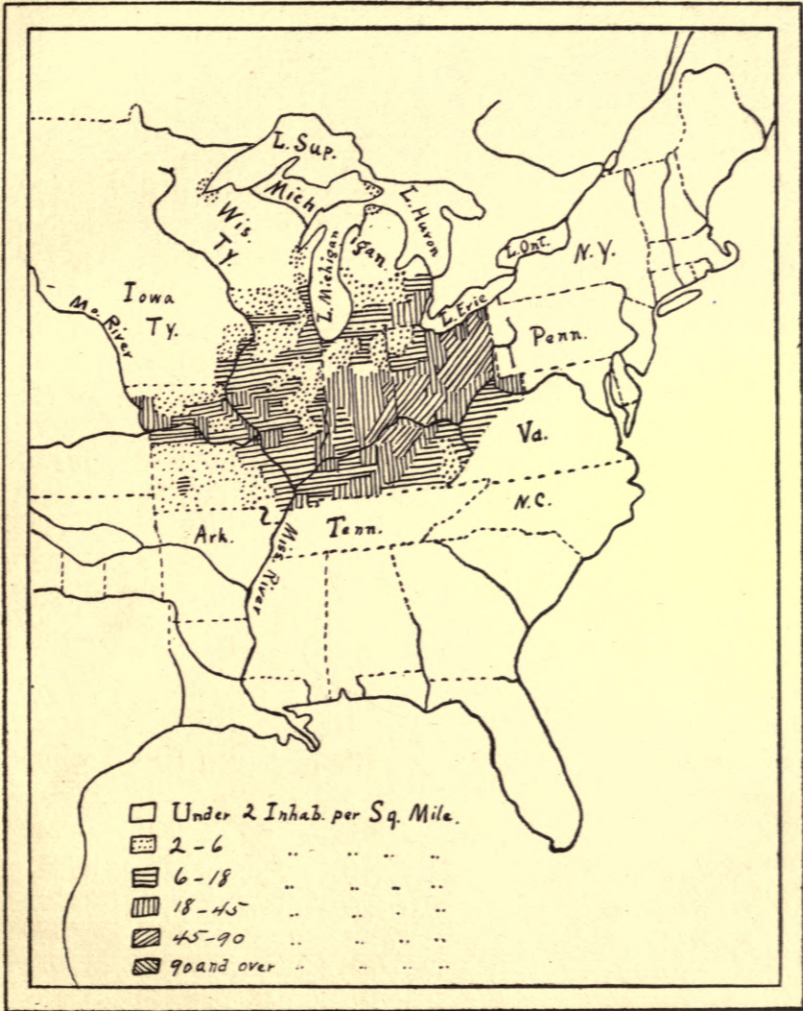 L. Sup.
Mich
igan
L. Huron
Wis.
TY.
L. Michigan
L. Ont.
N.Y.
L. Erie
Iowa
TY.
Mo. River
Penn.
Va.
N.C.
Ark.
Tenn.
Miss. River
Under 2 Inhab. per Sq. Mile.
2-6 " " " "
6-18 " " " "
18-45 " " " "
45-90 " " " "
90 and over " " " "